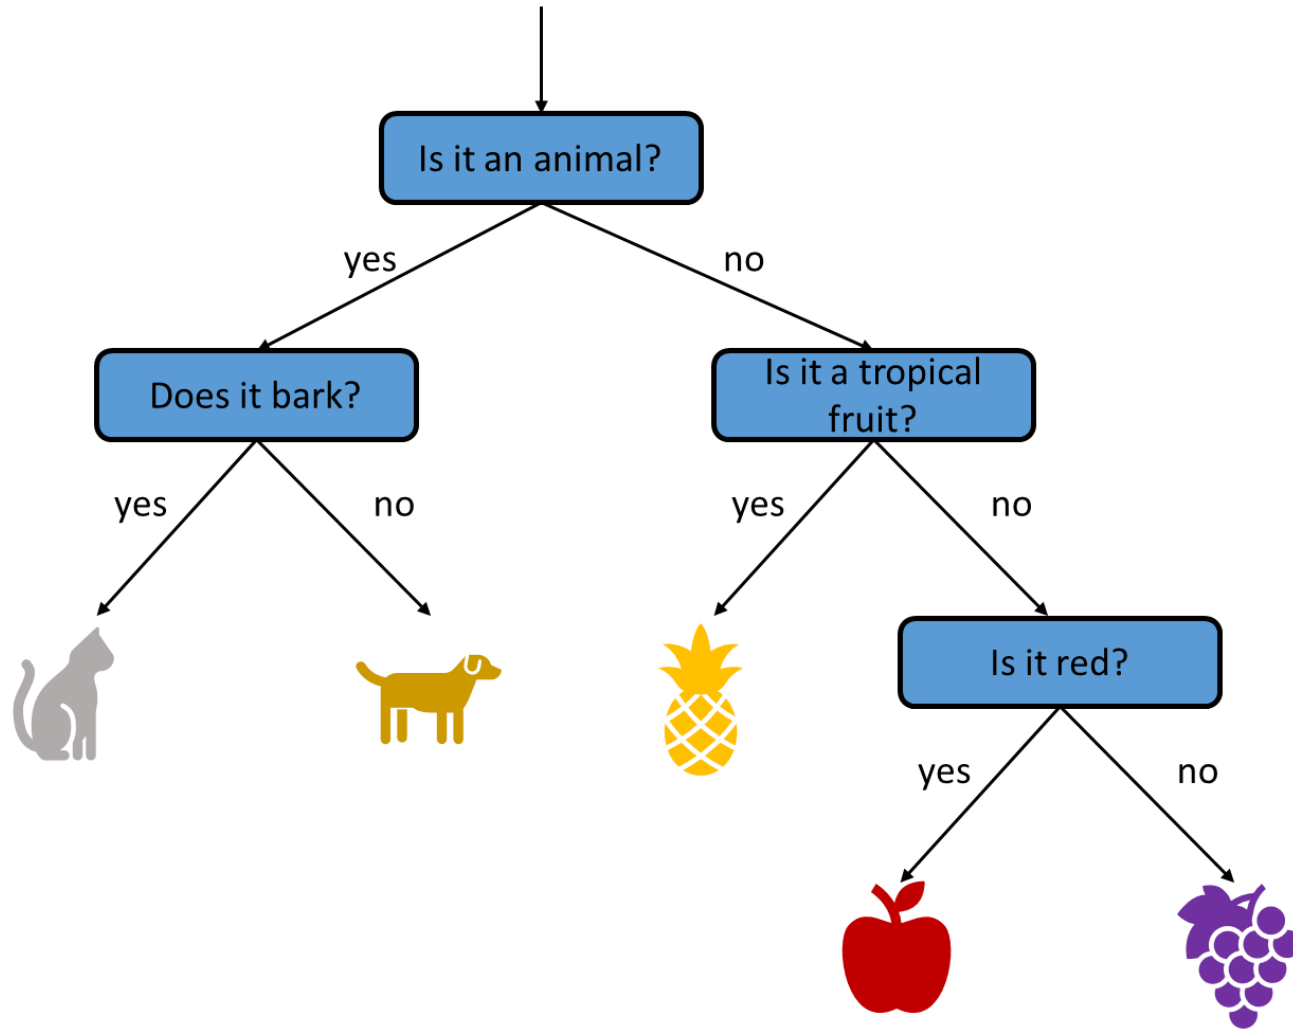 Is it an animal?
yes
no
Does it bark?
Is it a tropical
fruit?
yes
no
yes
no
Is it red?
yes
no